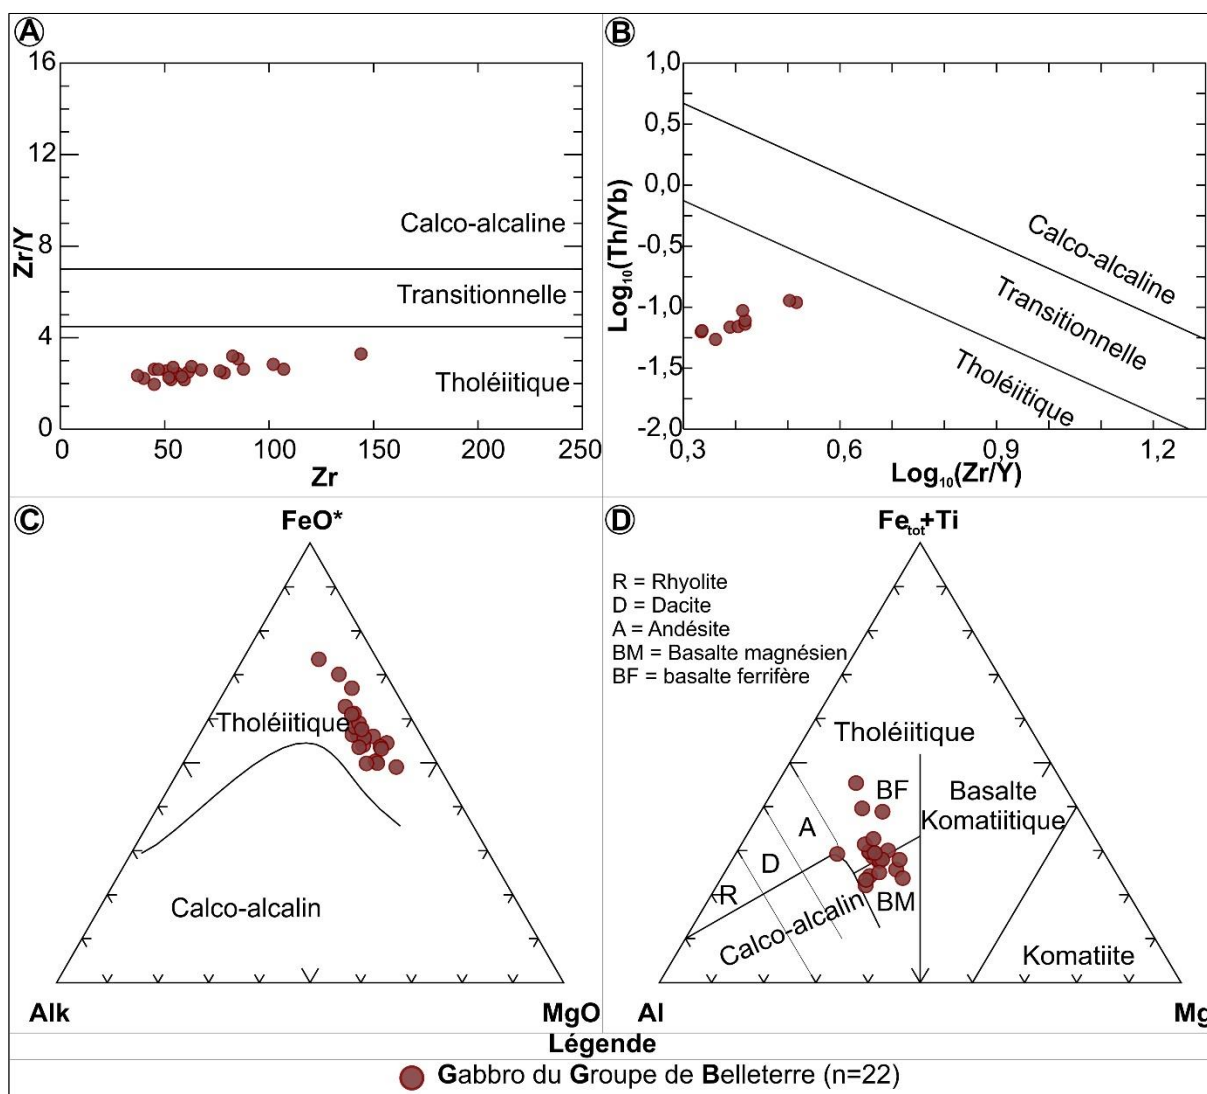 A
16
12
8
4
0
Zr/Y
Calco-alcaline
Transitionnelle
Tholéiitique
0 50 100 150 200 250
Zr
B
1,0
0,5
0,0
-0,5
-1,0
-1,5
-2,0
Log₁₀(Th/Yb)
Calco-alcaline
Transitionnelle
Tholéiitique
0,3 0,6 0,9 1,2
Log₁₀(Zr/Y)
C
FeO*
Tholéiitique
Calco-alcalin
Alk MgO
D
Fe_tot+Ti
R = Rhyolite
D = Dacite
A = Andésite
BM = Basalte magnésien
BF = basalte ferrifère
Tholéiitique
BF
Basalte
Komatiitique
A
D
R
BM
Calco-alcalin
Komatiite
Al Mg
Légende
Gabbro du Groupe de Belleterre (n=22)